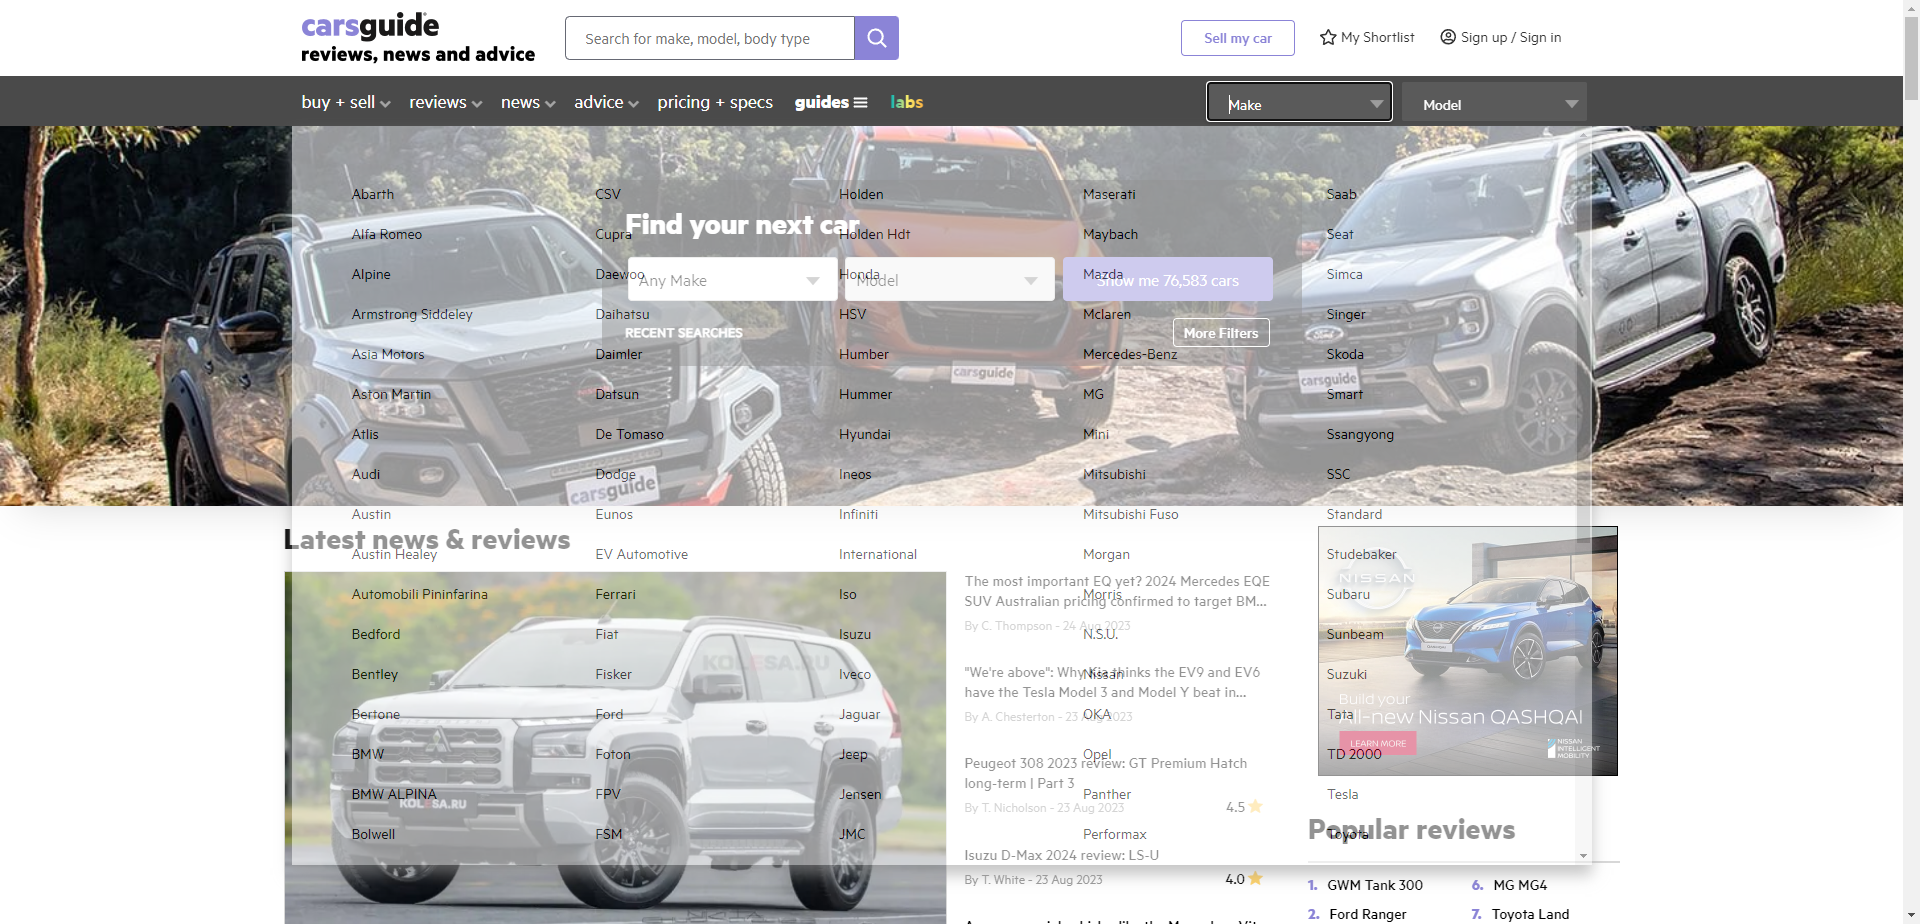 carsguide
reviews, news and advice
Search for make, model, body type
Sell my car
My Shortlist
Sign up / Sign in
buy + sell
reviews
news
advice
pricing + specs
guides
labs
Make
Model
Abarth
CSV
Holden
Maserati
Saab
Find your next car
Alfa Romeo
Cupra
Holden Hdt
Maybach
Seat
Alpine
Daewoo
Honda
Mazda
Simca
Any Make
Model
Show me 76,583 cars
Armstrong Siddeley
Daihatsu
HSV
Mclaren
Singer
RECENT SEARCHES
More Filters
Asia Motors
Daimler
Humber
Mercedes-Benz
Skoda
carsguide
carsguide
Aston Martin
Datsun
Hummer
MG
Smart
Atlis
De Tomaso
Hyundai
Mini
Ssangyong
Audi
Dodge
Ineos
Mitsubishi
SSC
carsguide
Austin
Eunos
Infiniti
Mitsubishi Fuso
Standard
Latest news & reviews
Austin Healey
EV Automotive
International
Morgan
Studebaker
NISSAN
The most important EQ yet? 2024 Mercedes EQE
SUV Australian pricing confirmed to target BM...
By C. Thompson - 24 Aug 2023
Automobili Pininfarina
Ferrari
Iso
Morris
Subaru
Bedford
Fiat
Isuzu
N.S.U.
Sunbeam
KOLESA.RU
"We're above": Why Kia thinks the EV9 and EV6
have the Tesla Model 3 and Model Y beat in...
By A. Chesterton - 23 Aug 2023
Bentley
Fisker
Iveco
Nissan
Suzuki
Build your
All-new Nissan QASHQAI
LEARN MORE
NISSAN
INTELLIGENT
MOBILITY
Bertone
Ford
Jaguar
OKA
Tata
BMW
Foton
Jeep
Opel
TD 2000
Peugeot 308 2023 review: GT Premium Hatch
long-term | Part 3
By T. Nicholson - 23 Aug 2023
4.5
BMW ALPINA
FPV
Jensen
Panther
Tesla
KOLESA.RU
Bolwell
FSM
JMC
Performax
Toyota
Popular reviews
Isuzu D-Max 2024 review: LS-U
By T. White - 23 Aug 2023
4.0
1. GWM Tank 300
6. MG MG4
2. Ford Ranger
7. Toyota Land